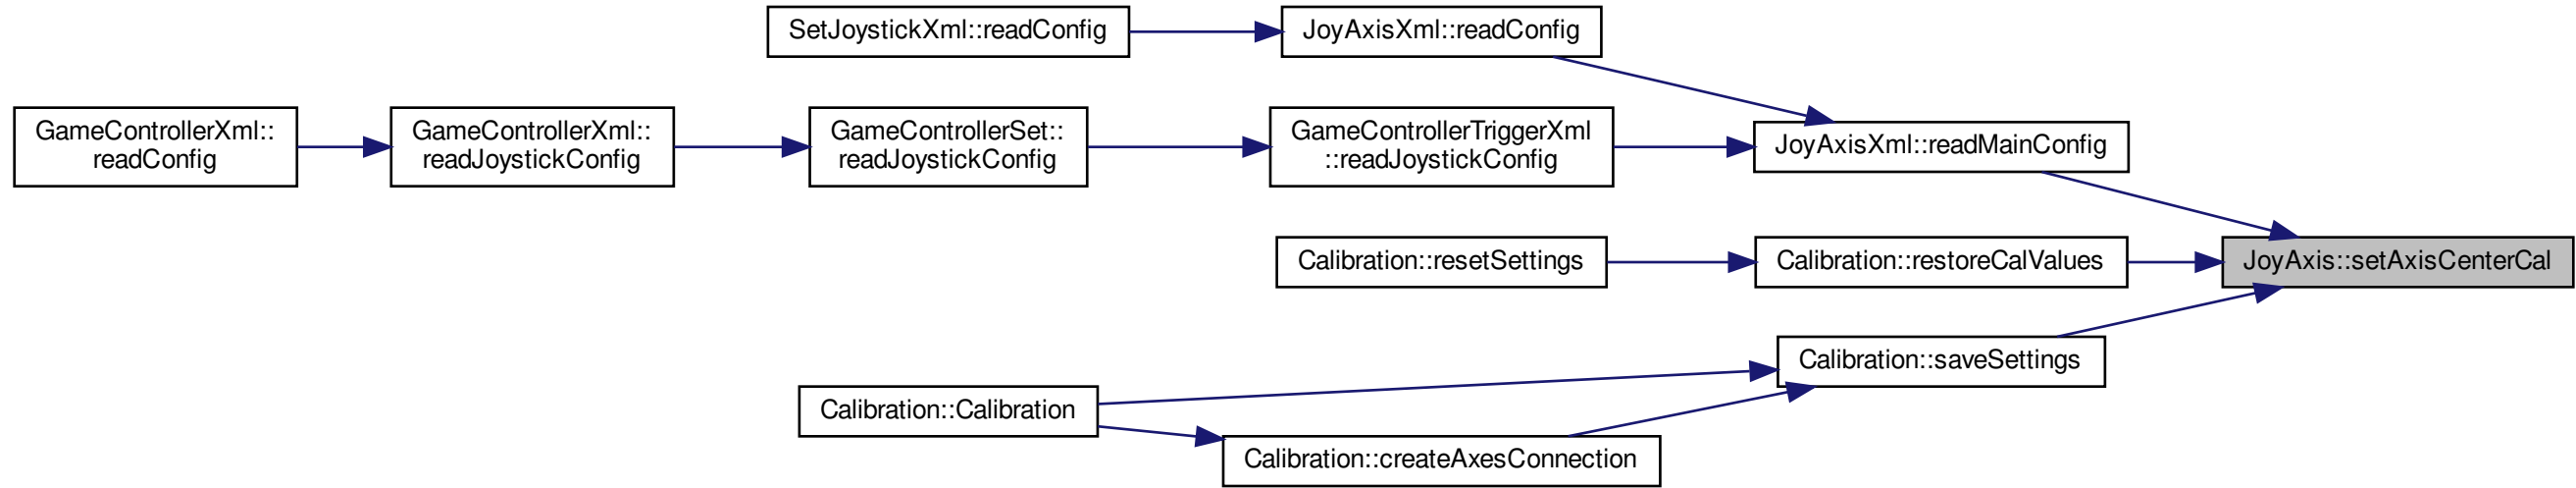 SetJoystickXml::readConfig
JoyAxisXml::readConfig
GameControllerXml::
readConfig
GameControllerXml::
readJoystickConfig
GameControllerSet::
readJoystickConfig
GameControllerTriggerXml
::readJoystickConfig
JoyAxisXml::readMainConfig
Calibration::resetSettings
Calibration::restoreCalValues
JoyAxis::setAxisCenterCal
Calibration::saveSettings
Calibration::Calibration
Calibration::createAxesConnection